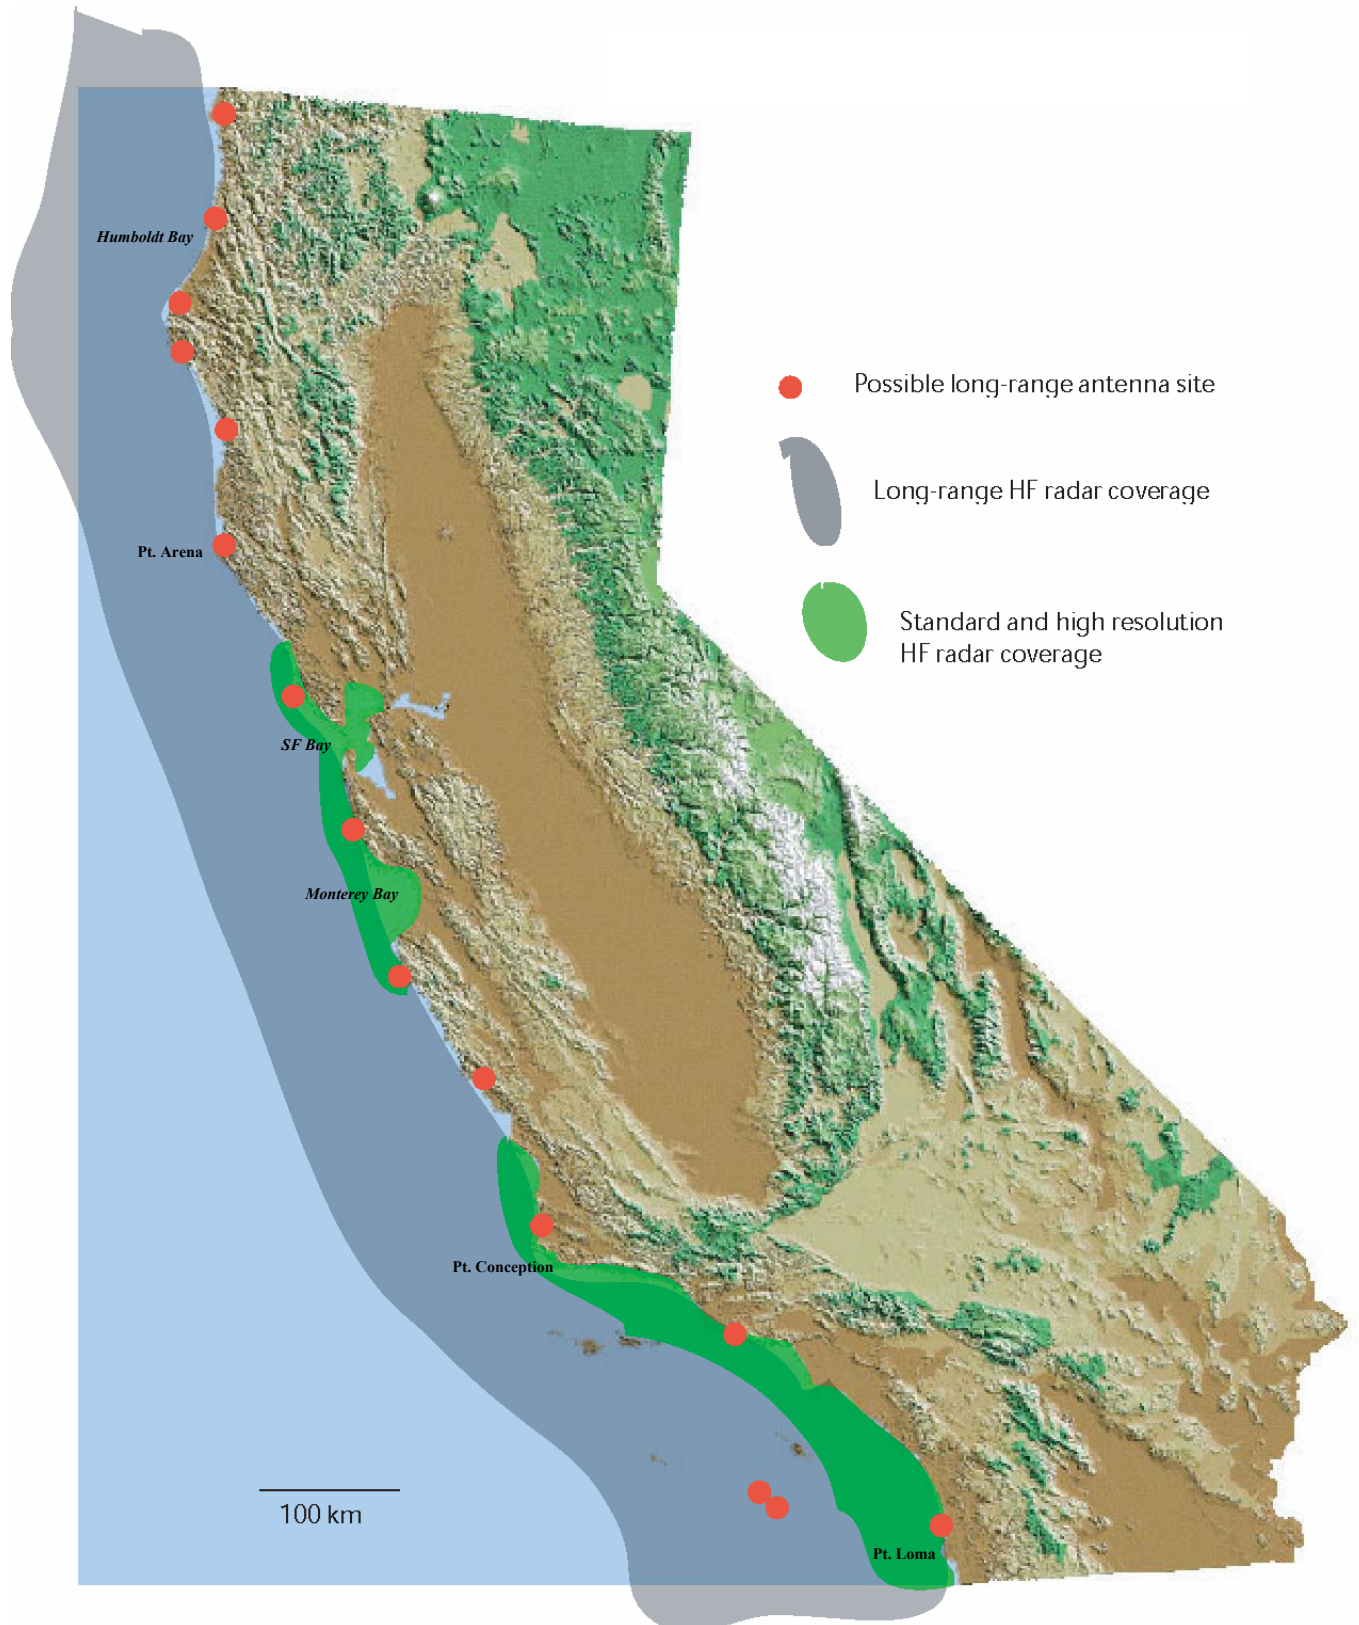 Humboldt Bay
Possible long-range antenna site
Long-range HF radar coverage
Pt. Arena
Standard and high resolution
HF radar coverage
SF Bay
Monterey Bay
Pt. Conception
100 km
Pt. Loma